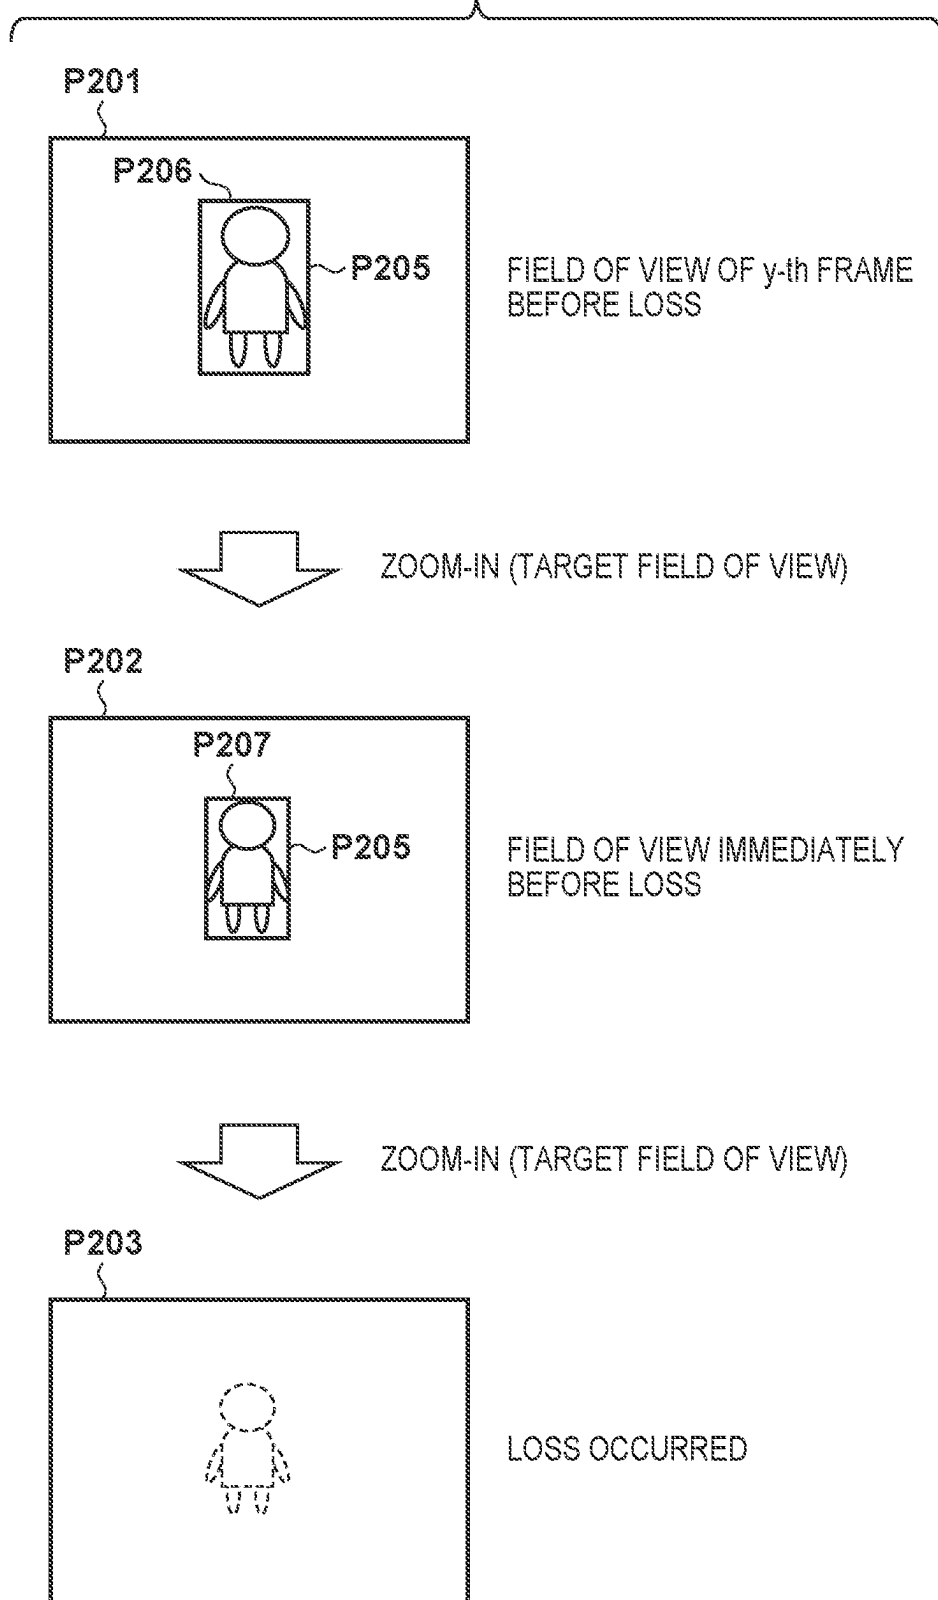 P201
P206
P205
FIELD OF VIEW OF y-th FRAME
BEFORE LOSS
ZOOM-IN (TARGET FIELD OF VIEW)
P202
P207
P205
FIELD OF VIEW IMMEDIATELY
BEFORE LOSS
ZOOM-IN (TARGET FIELD OF VIEW)
P203
LOSS OCCURRED